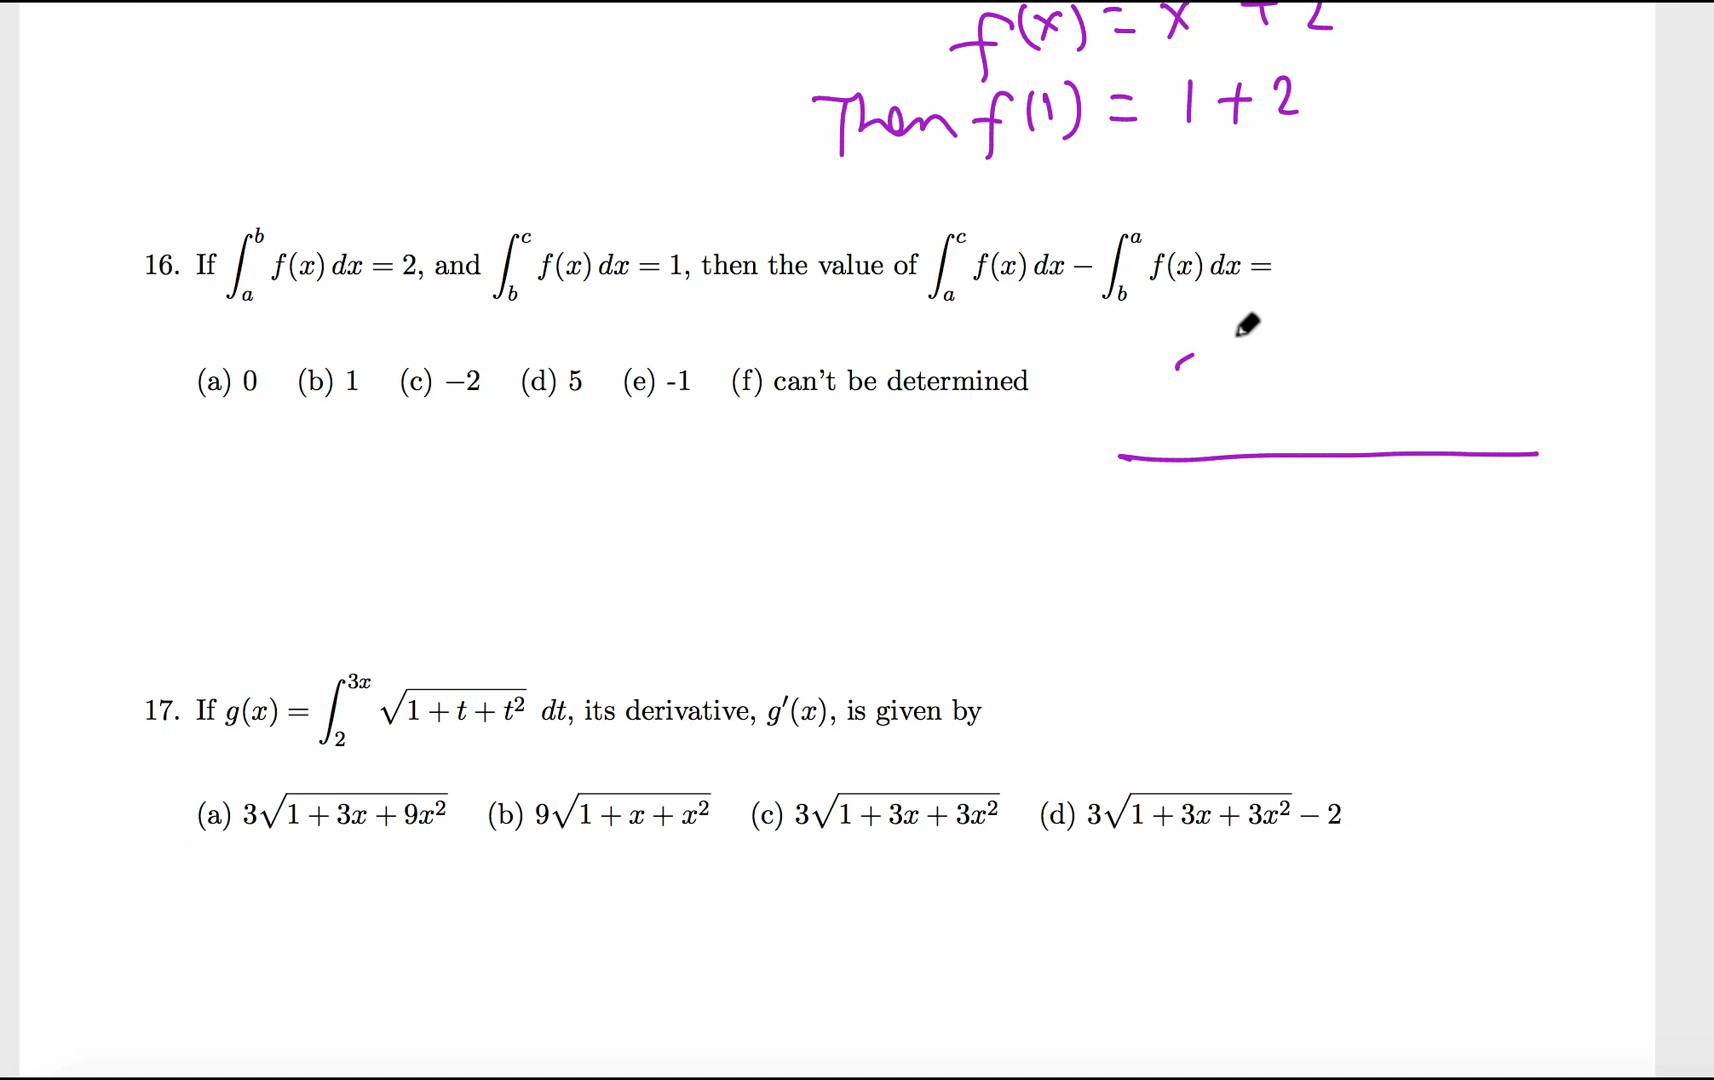 f(x) = x + 2
Then f(1) = 1 + 2
16. If ∫_a^b f(x) dx = 2, and ∫_b^c f(x) dx = 1, then the value of ∫_a^c f(x) dx − ∫_b^a f(x) dx =
(a) 0 (b) 1 (c) −2 (d) 5 (e) -1 (f) can’t be determined
17. If g(x) = ∫_2^{3x} √(1 + t + t²) dt, its derivative, g′(x), is given by
(a) 3√(1 + 3x + 9x²) (b) 9√(1 + x + x²) (c) 3√(1 + 3x + 3x²) (d) 3√(1 + 3x + 3x²) − 2